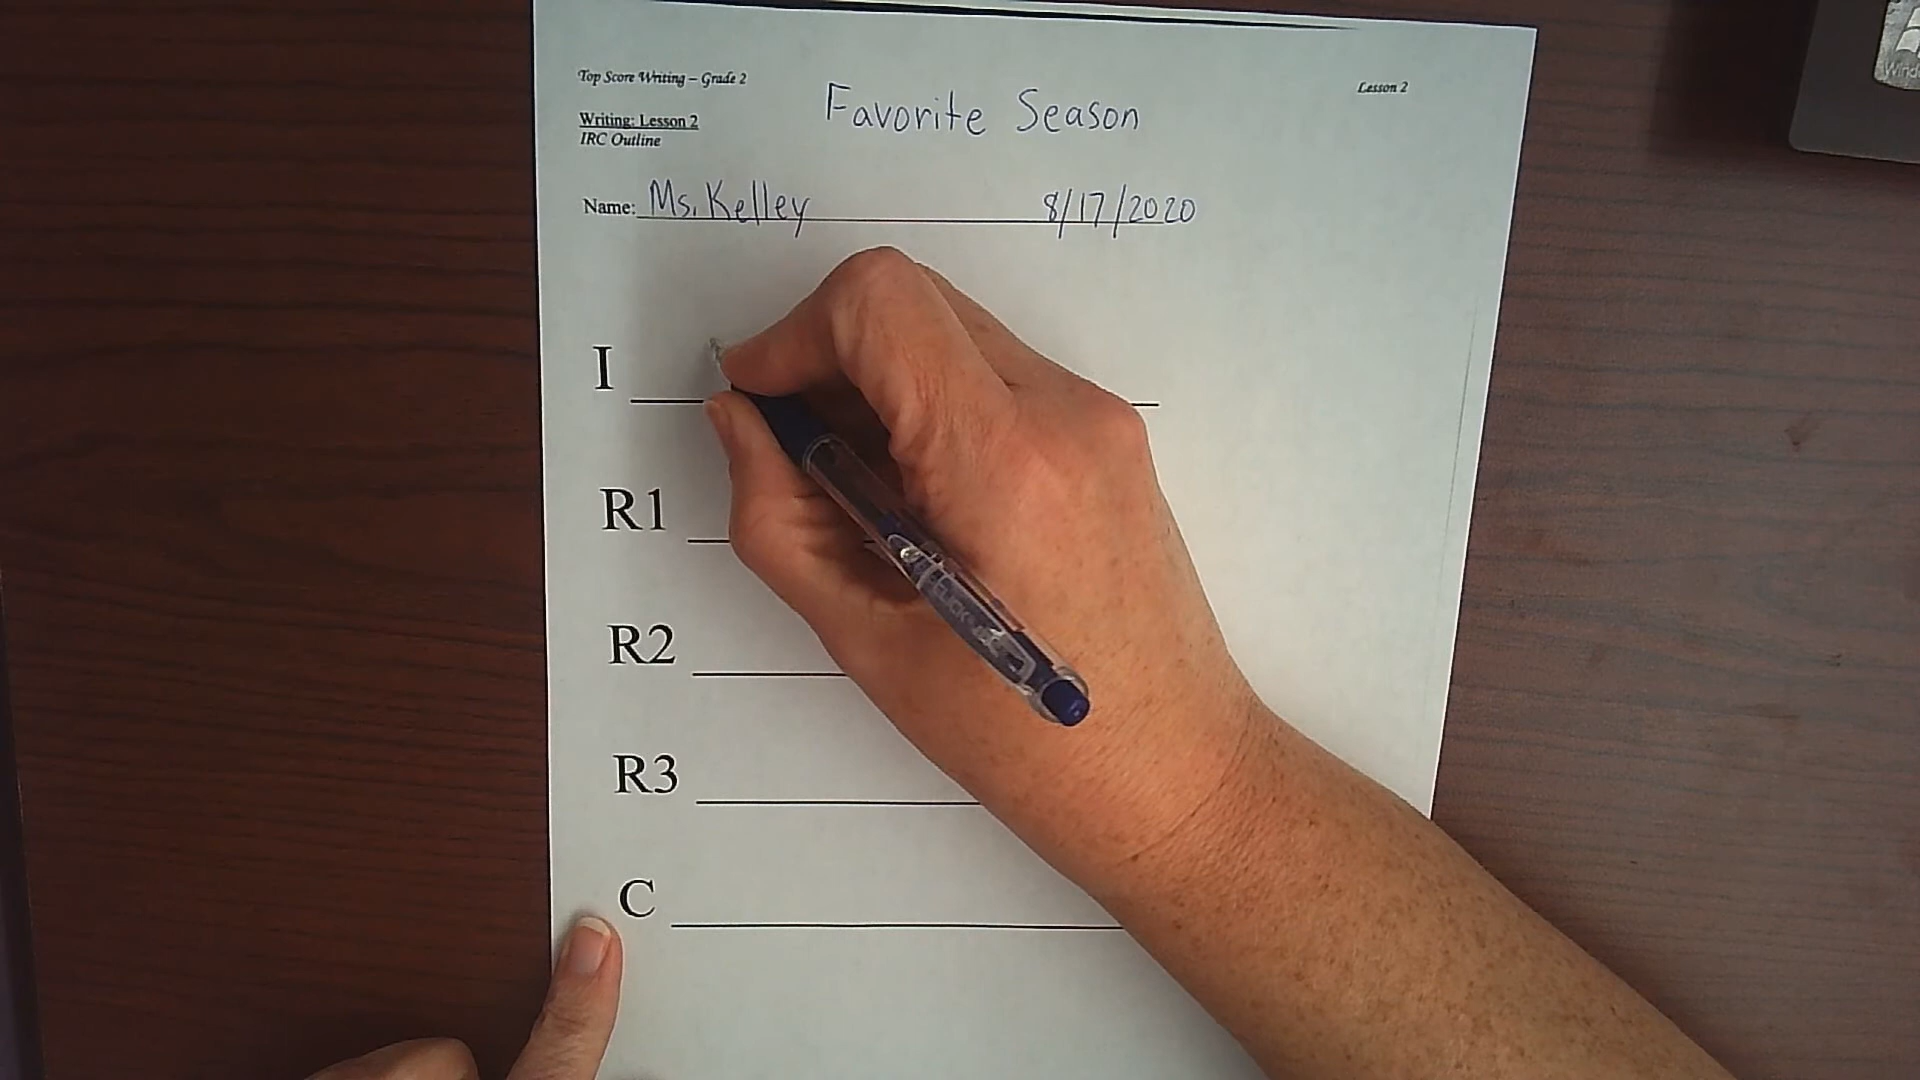 Top Score Writing – Grade 2
Lesson 2
Favorite Season
Writing: Lesson 2
IRC Outline
Name: Ms. Kelley 8/17/2020
I
R1
R2
R3
C